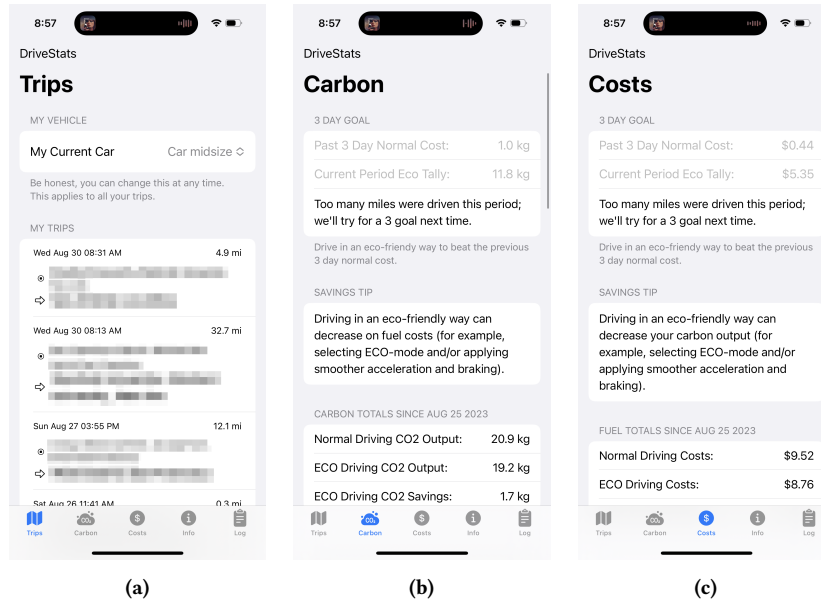 8:57
DriveStats
Trips
MY VEHICLE
My Current Car Car midsize
Be honest, you can change this at any time.
This applies to all your trips.
MY TRIPS
Wed Aug 30 08:31 AM 4.9 mi
Wed Aug 30 08:13 AM 32.7 mi
Sun Aug 27 03:55 PM 12.1 mi
Sat Aug 26 11:41 AM 0.3 mi
Trips Carbon Costs Info Log
(a)
8:57
DriveStats
Carbon
3 DAY GOAL
Past 3 Day Normal Cost: 1.0 kg
Current Period Eco Tally: 11.8 kg
Too many miles were driven this period;
we'll try for a 3 goal next time.
Drive in an eco-friendy way to beat the previous
3 day normal cost.
SAVINGS TIP
Driving in an eco-friendly way can
decrease on fuel costs (for example,
selecting ECO-mode and/or applying
smoother acceleration and braking).
CARBON TOTALS SINCE AUG 25 2023
Normal Driving CO2 Output: 20.9 kg
ECO Driving CO2 Output: 19.2 kg
ECO Driving CO2 Savings: 1.7 kg
Trips Carbon Costs Info Log
(b)
8:57
DriveStats
Costs
3 DAY GOAL
Past 3 Day Normal Cost: $0.44
Current Period Eco Tally: $5.35
Too many miles were driven this period;
we'll try for a 3 goal next time.
Drive in an eco-friendy way to beat the previous
3 day normal cost.
SAVINGS TIP
Driving in an eco-friendly way can
decrease your carbon output (for
example, selecting ECO-mode and/or
applying smoother acceleration and
braking).
FUEL TOTALS SINCE AUG 25 2023
Normal Driving Costs: $9.52
ECO Driving Costs: $8.76
Trips Carbon Costs Info Log
(c)